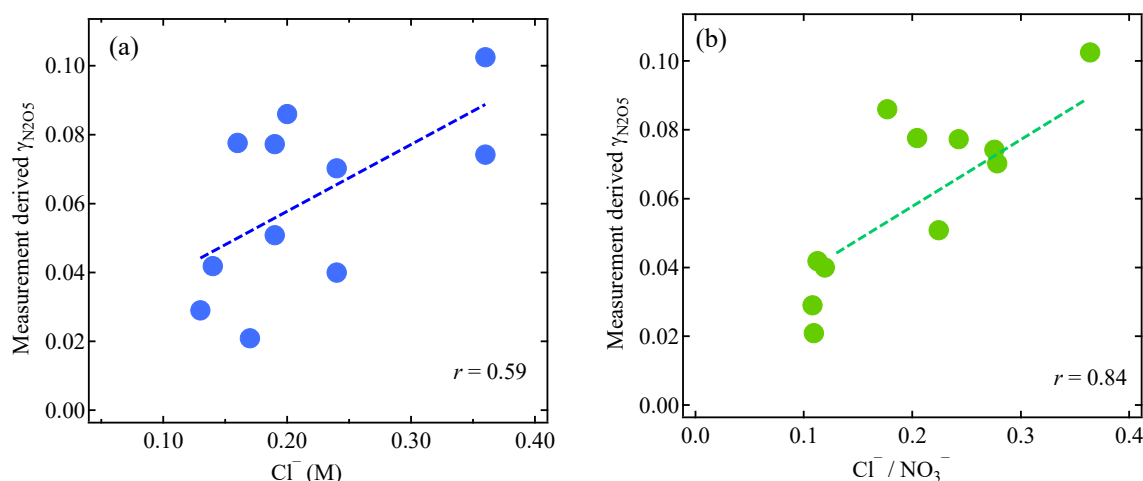 (a)
Measurement derived γN2O5
0.10
0.08
0.06
0.04
0.02
0.00
r = 0.59
0.10
0.20
0.30
0.40
Cl⁻ (M)
(b)
Measurement derived γN2O5
0.10
0.08
0.06
0.04
0.02
0.00
r = 0.84
0.0
0.1
0.2
0.3
0.4
Cl⁻ / NO₃⁻